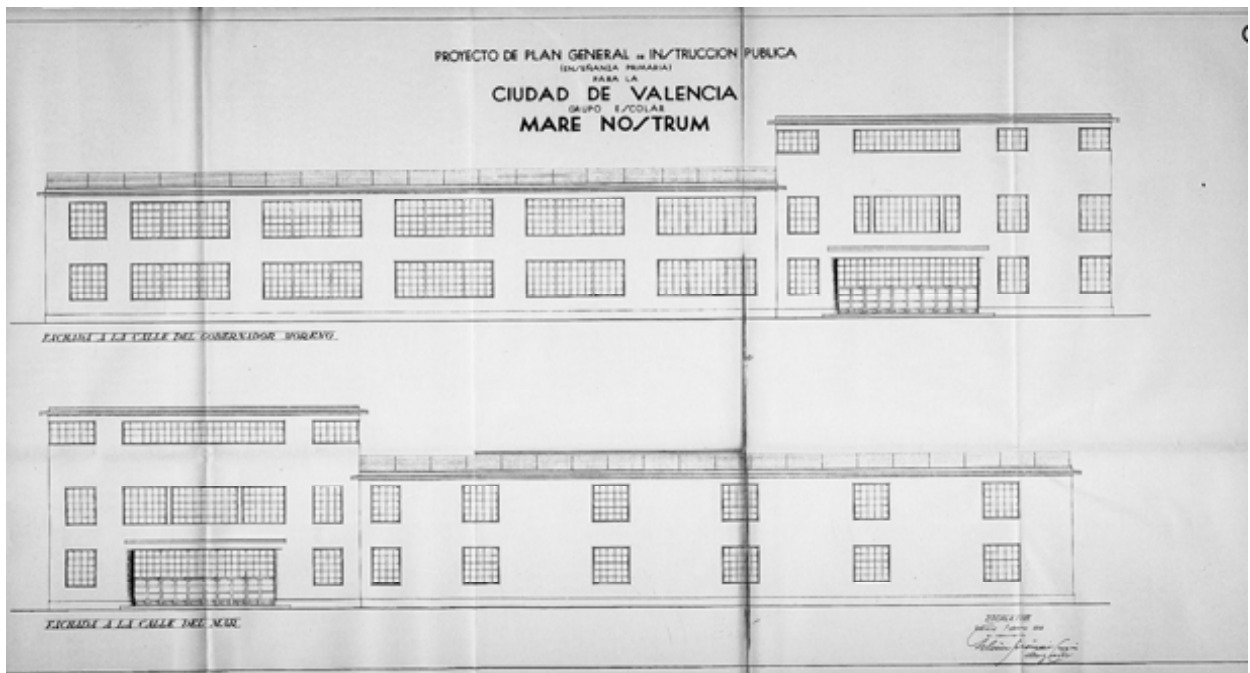 PROYECTO DE PLAN GENERAL DE INSTRUCCION PUBLICA
(ENSEÑANZA PRIMARIA)
PARA LA
CIUDAD DE VALENCIA
GRUPO ESCOLAR
MARE NOSTRUM
FACHADA A LA CALLE DEL GOBERNADOR MORENO
FACHADA A LA CALLE DEL MAR